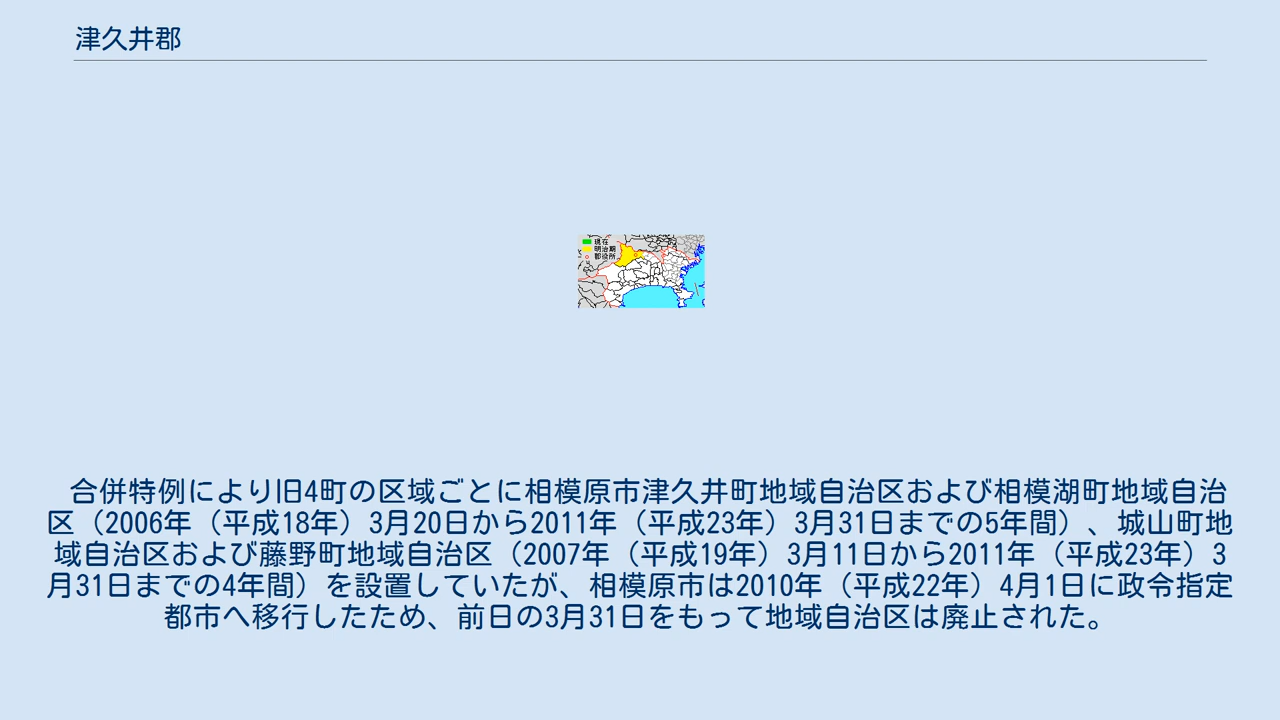 津久井郡
現在
明治期
郡役所
合併特例により旧4町の区域ごとに相模原市津久井町地域自治区および相模湖町地域自治
区（2006年（平成18年）3月20日から2011年（平成23年）3月31日までの5年間）、城山町地
域自治区および藤野町地域自治区（2007年（平成19年）3月11日から2011年（平成23年）3
月31日までの4年間）を設置していたが、相模原市は2010年（平成22年）4月1日に政令指定
都市へ移行したため、前日の3月31日をもって地域自治区は廃止された。